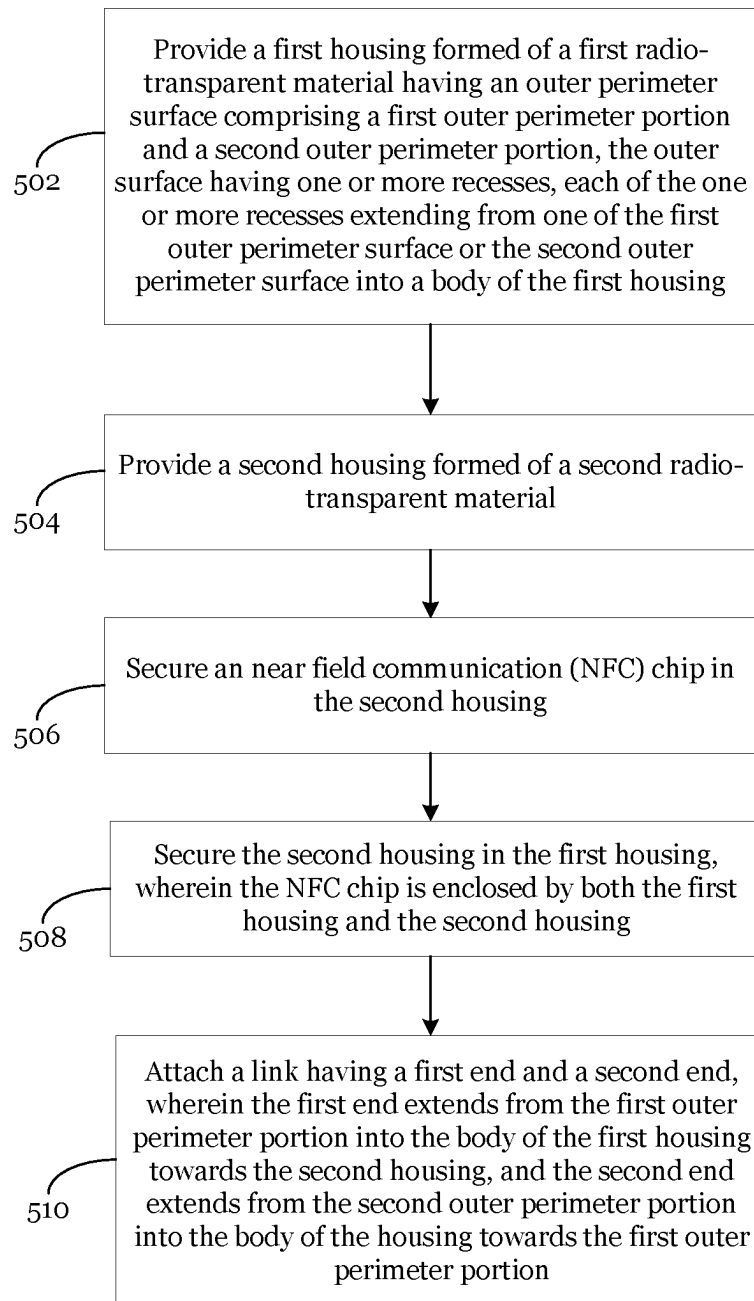 Provide a first housing formed of a first radio-
transparent material having an outer perimeter
surface comprising a first outer perimeter portion
and a second outer perimeter portion, the outer
surface having one or more recesses, each of the one
or more recesses extending from one of the first
outer perimeter surface or the second outer
perimeter surface into a body of the first housing
502
Provide a second housing formed of a second radio-
transparent material
504
Secure an near field communication (NFC) chip in
the second housing
506
Secure the second housing in the first housing,
wherein the NFC chip is enclosed by both the first
housing and the second housing
508
Attach a link having a first end and a second end,
wherein the first end extends from the first outer
perimeter portion into the body of the first housing
towards the second housing, and the second end
extends from the second outer perimeter portion
into the body of the housing towards the first outer
perimeter portion
510